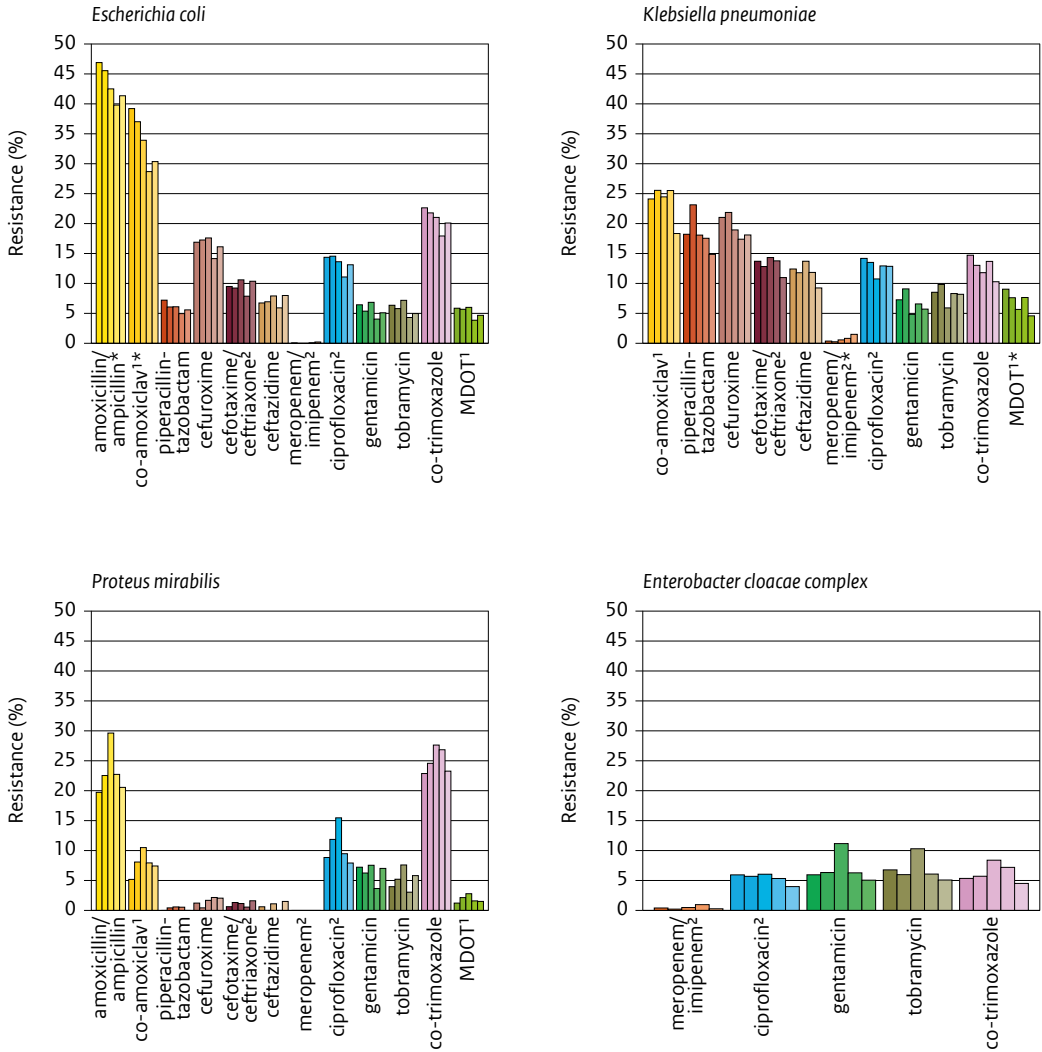 Escherichia coli
Resistance (%)
50
45
40
35
30
25
20
15
10
5
0
amoxicillin/
ampicillin*
co-amoxiclav¹*
piperacillin-
tazobactam
cefuroxime
cefotaxime/
ceftriaxone²
ceftazidime
meropenem/
imipenem²
ciprofloxacin²
gentamicin
tobramycin
co-trimoxazole
MDOT¹
Klebsiella pneumoniae
Resistance (%)
50
45
40
35
30
25
20
15
10
5
0
co-amoxiclav¹
piperacillin-
tazobactam
cefuroxime
cefotaxime/
ceftriaxone²
ceftazidime
meropenem/
imipenem²*
ciprofloxacin²
gentamicin
tobramycin
co-trimoxazole
MDOT¹*
Proteus mirabilis
Resistance (%)
50
45
40
35
30
25
20
15
10
5
0
amoxicillin/
ampicillin
co-amoxiclav¹
piperacillin-
tazobactam
cefuroxime
cefotaxime/
ceftriaxone²
ceftazidime
meropenem²
ciprofloxacin²
gentamicin
tobramycin
co-trimoxazole
MDOT¹
Enterobacter cloacae complex
Resistance (%)
50
45
40
35
30
25
20
15
10
5
0
meropenem/
imipenem²
ciprofloxacin²
gentamicin
tobramycin
co-trimoxazole